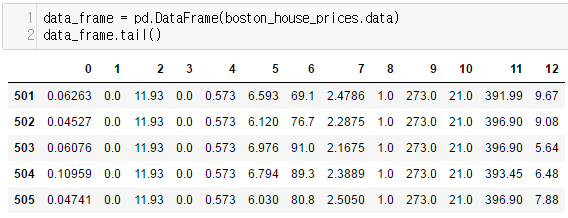 1 data_frame = pd.DataFrame(boston_house_prices.data)
2 data_frame.tail()
0 1 2 3 4 5 6 7 8 9 10 11 12
501 0.06263 0.0 11.93 0.0 0.573 6.593 69.1 2.4786 1.0 273.0 21.0 391.99 9.67
502 0.04527 0.0 11.93 0.0 0.573 6.120 76.7 2.2875 1.0 273.0 21.0 396.90 9.08
503 0.06076 0.0 11.93 0.0 0.573 6.976 91.0 2.1675 1.0 273.0 21.0 396.90 5.64
504 0.10959 0.0 11.93 0.0 0.573 6.794 89.3 2.3889 1.0 273.0 21.0 393.45 6.48
505 0.04741 0.0 11.93 0.0 0.573 6.030 80.8 2.5050 1.0 273.0 21.0 396.90 7.88